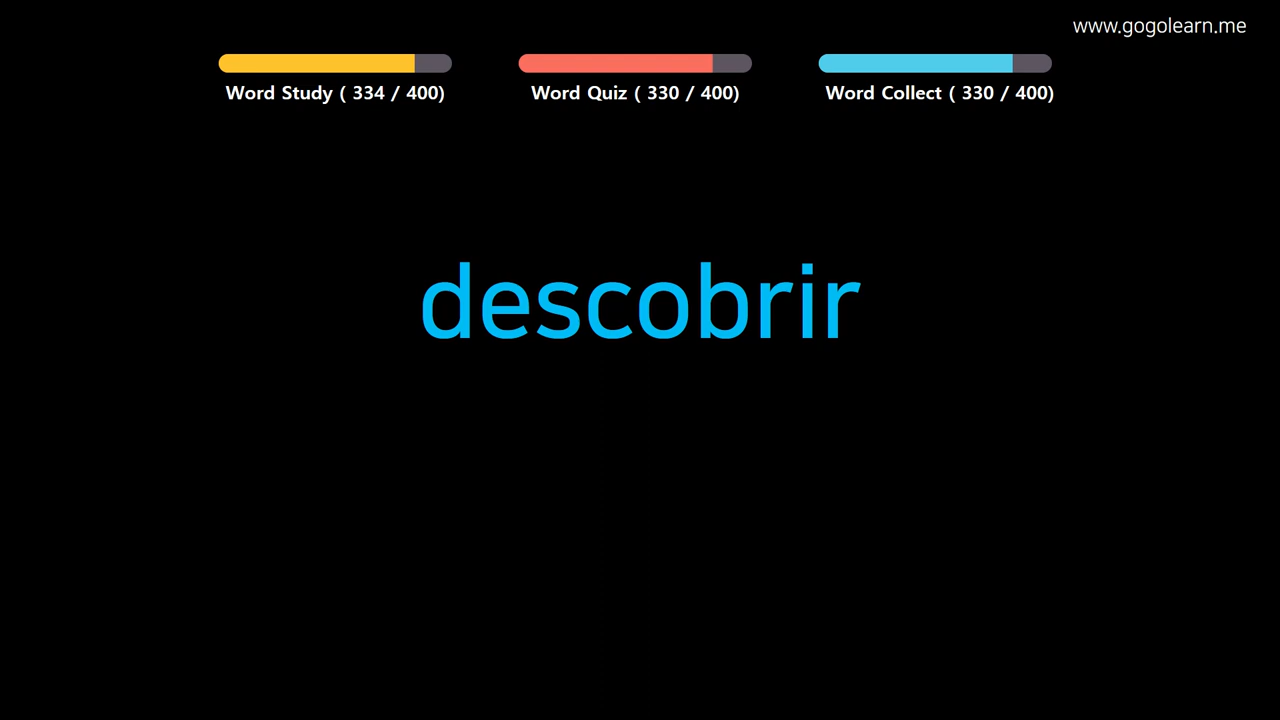 www.gogolearn.me
Word Study ( 334 / 400)
Word Quiz ( 330 / 400)
Word Collect ( 330 / 400)
descobrir